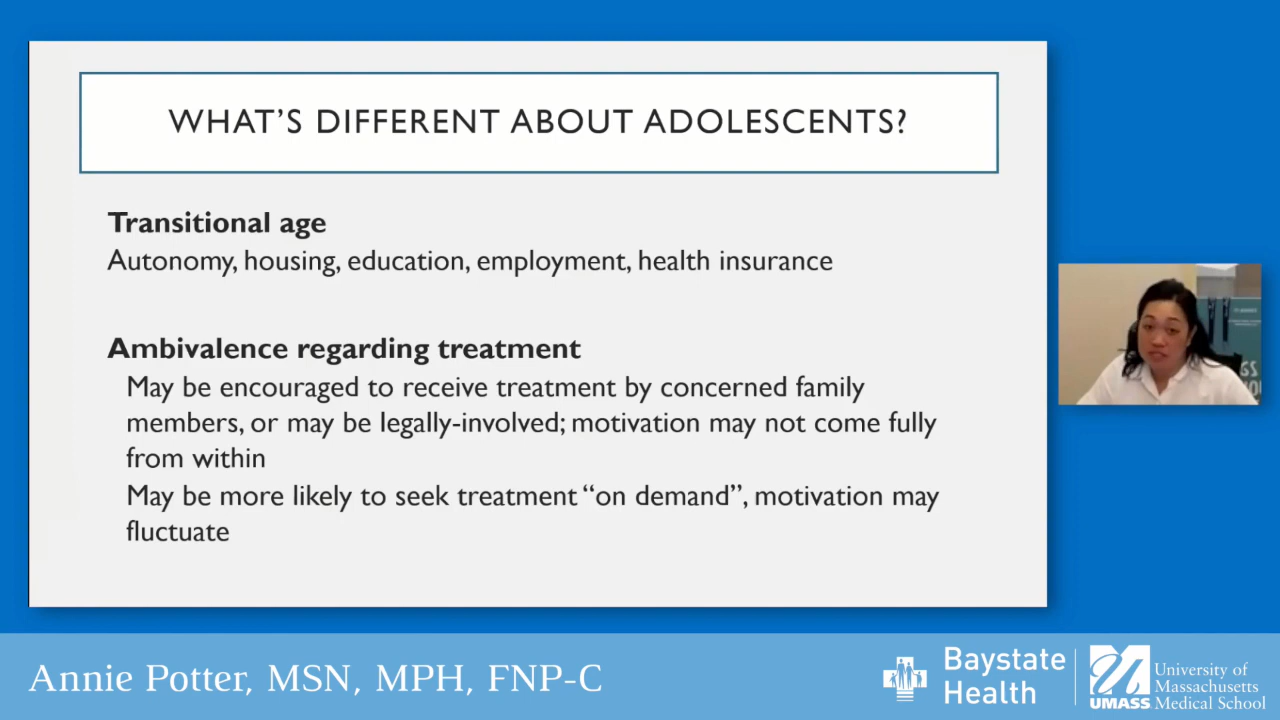 WHAT'S DIFFERENT ABOUT ADOLESCENTS?
Transitional age
Autonomy, housing, education, employment, health insurance
Ambivalence regarding treatment
May be encouraged to receive treatment by concerned family
members, or may be legally-involved; motivation may not come fully
from within
May be more likely to seek treatment “on demand”, motivation may
fluctuate
Annie Potter, MSN, MPH, FNP-C
Baystate
Health
UMASS
University of
Massachusetts
Medical School